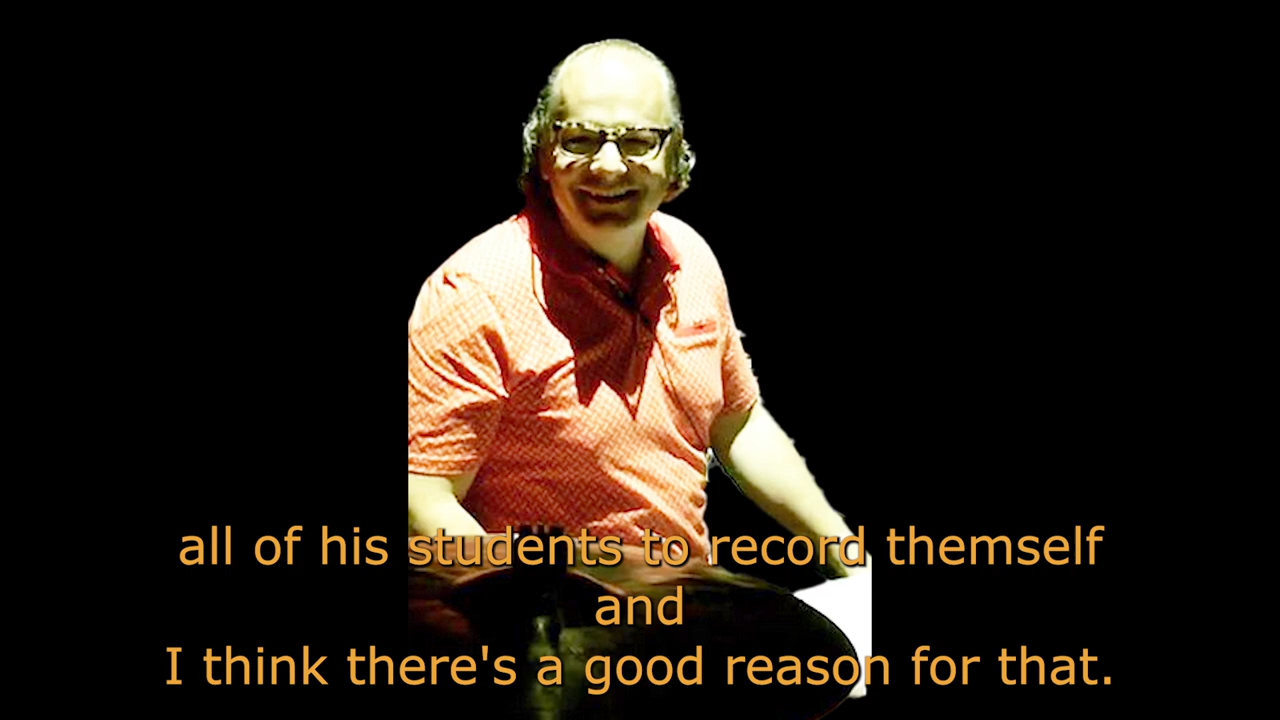 all of his students to record themself
and
I think there's a good reason for that.